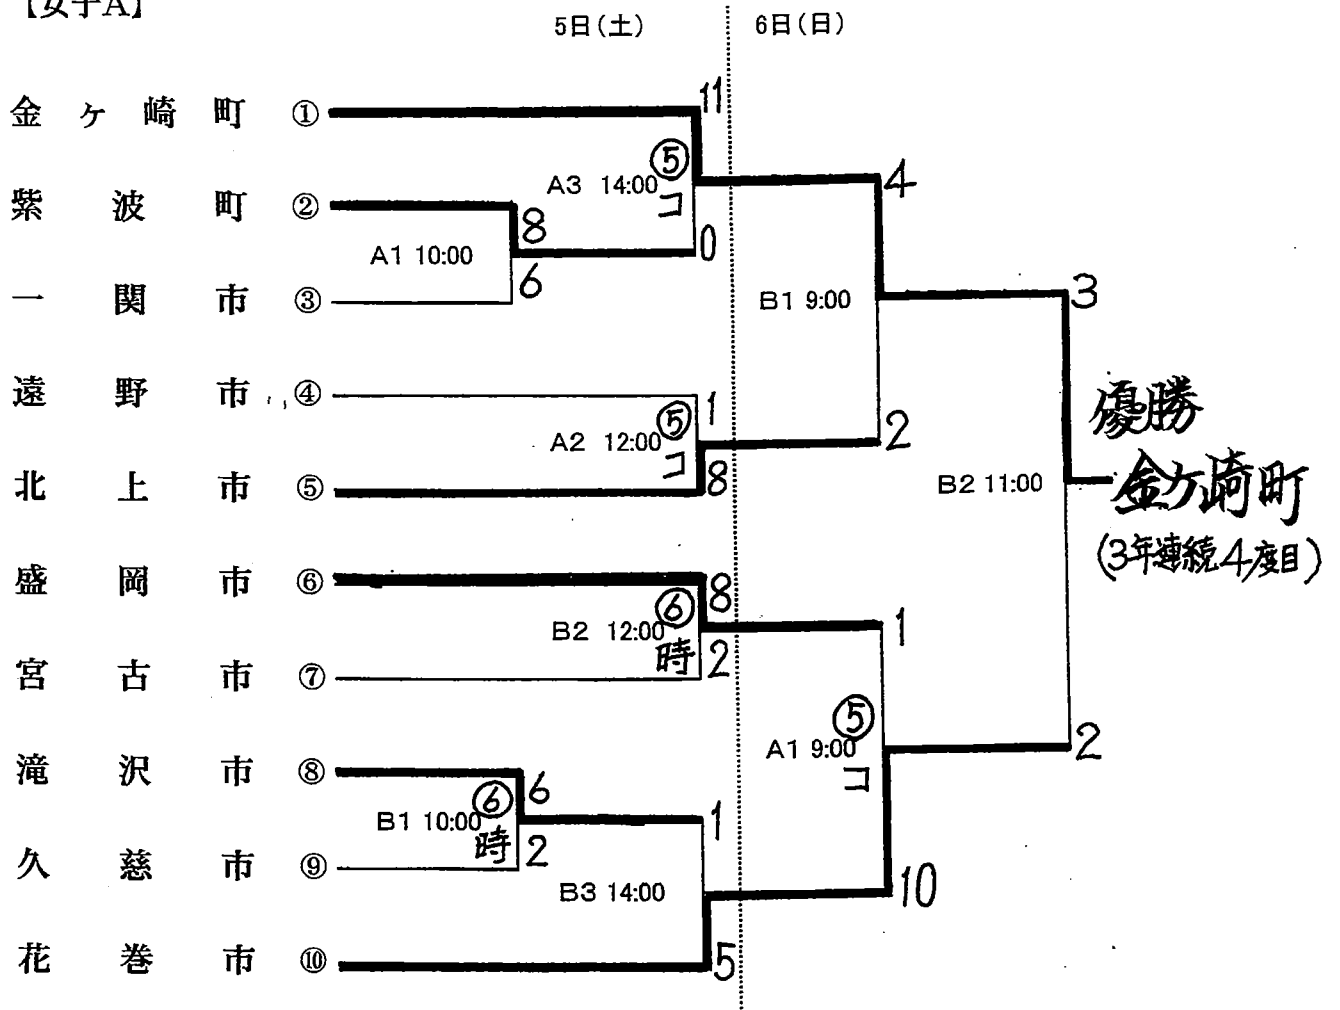 【女子A】
5日(土) 6日(日)
金ヶ崎町 ① 11
⑤
A3 14:00
コ
4
紫波町 ②
8
A1 10:00
0
6
一関市 ③
B1 9:00
3
遠野市 ④
1
⑤
A2 12:00
コ
2
8
北上市 ⑤
優勝
B2 11:00
金ヶ崎町
(3年連続4度目)
盛岡市 ⑥
8
⑥
B2 12:00
時
2
1
宮古市 ⑦
⑤
A1 9:00
コ
2
滝沢市 ⑧
6
⑥
B1 10:00
時
2
1
久慈市 ⑨
B3 14:00
10
花巻市 ⑩
5